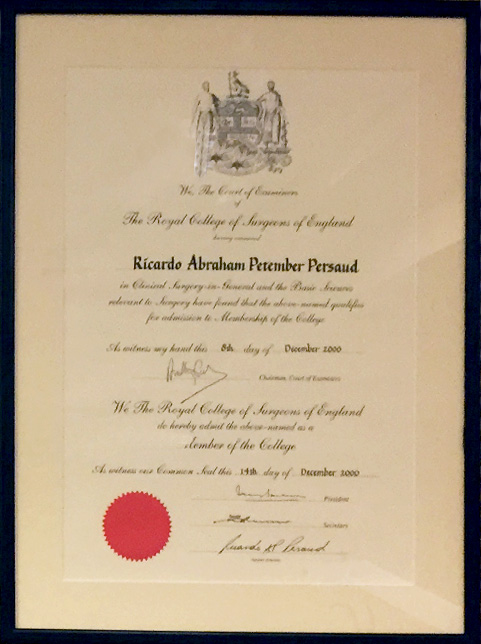 We, The Court of Examiners
of
The Royal College of Surgeons of England
having examined
Ricardo Abraham Petember Persaud
in Clinical Surgery-in-General and the Basic Sciences
relevant to Surgery have found that the above-named qualifies
for admission to Membership of the College
As witness my hand this 8th day of December 2000
Chairman, Court of Examiners
We The Royal College of Surgeons of England
do hereby admit the above-named as a
Member of the College
As witness our Common Seal this 14th day of December 2000
President
Secretary
Ricardo AP Persaud